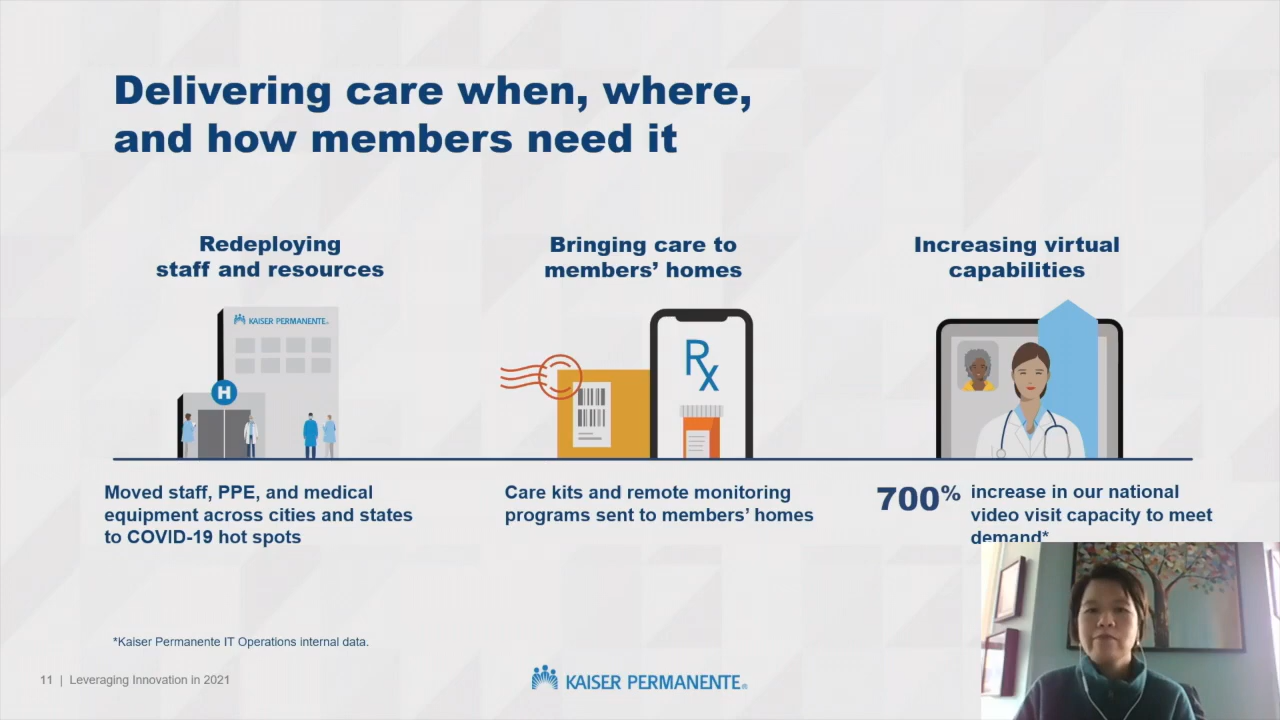 Delivering care when, where,
and how members need it
Redeploying
staff and resources
KAISER PERMANENTE®
H
Moved staff, PPE, and medical
equipment across cities and states
to COVID-19 hot spots
Bringing care to
members’ homes
Rx
Care kits and remote monitoring
programs sent to members’ homes
Increasing virtual
capabilities
700% increase in our national
video visit capacity to meet
demand*
*Kaiser Permanente IT Operations internal data.
11 | Leveraging Innovation in 2021
KAISER PERMANENTE®